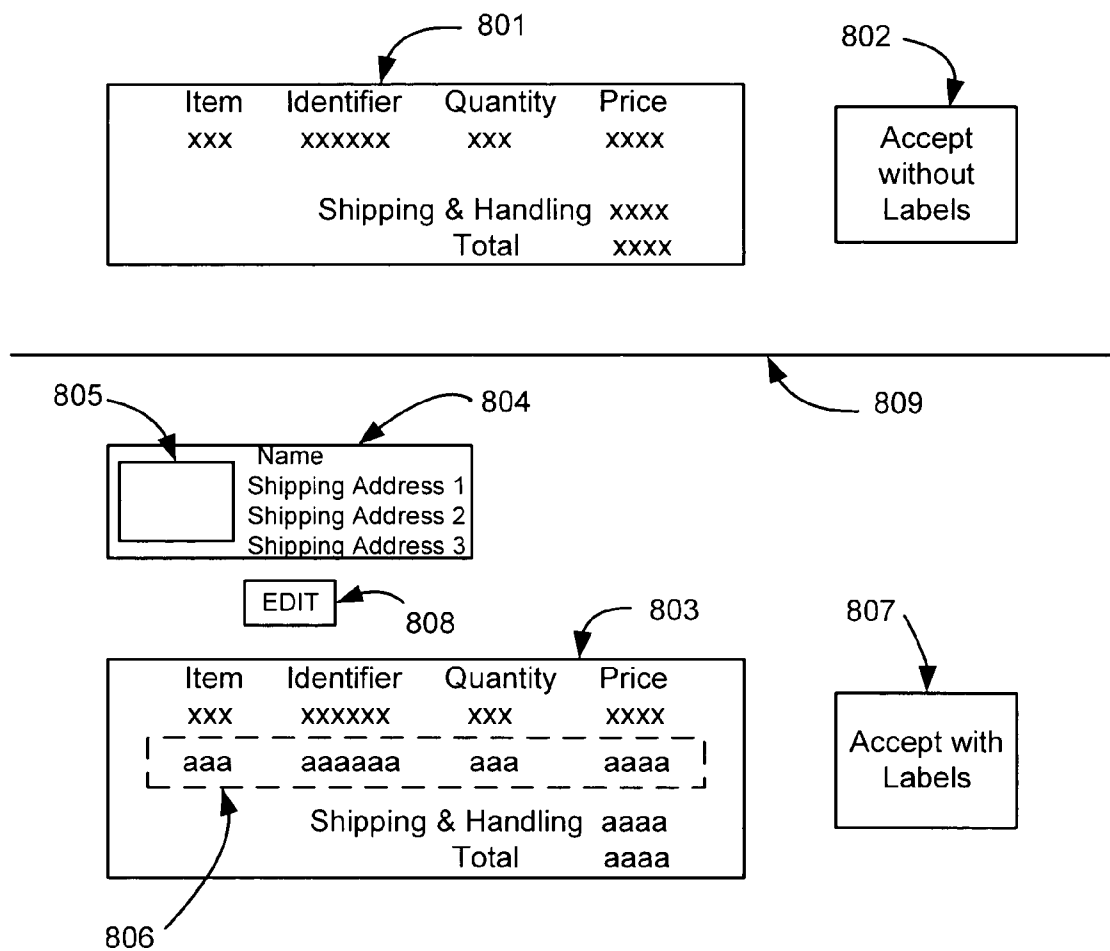 801
802
Item Identifier Quantity Price
xxx xxxxxx xxx xxxx
Shipping & Handling xxxx
Total xxxx
Accept
without
Labels
809
805
804
Name
Shipping Address 1
Shipping Address 2
Shipping Address 3
EDIT
808
803
807
Item Identifier Quantity Price
xxx xxxxxx xxx xxxx
aaa aaaaaa aaa aaaa
Shipping & Handling aaaa
Total aaaa
Accept with
Labels
806